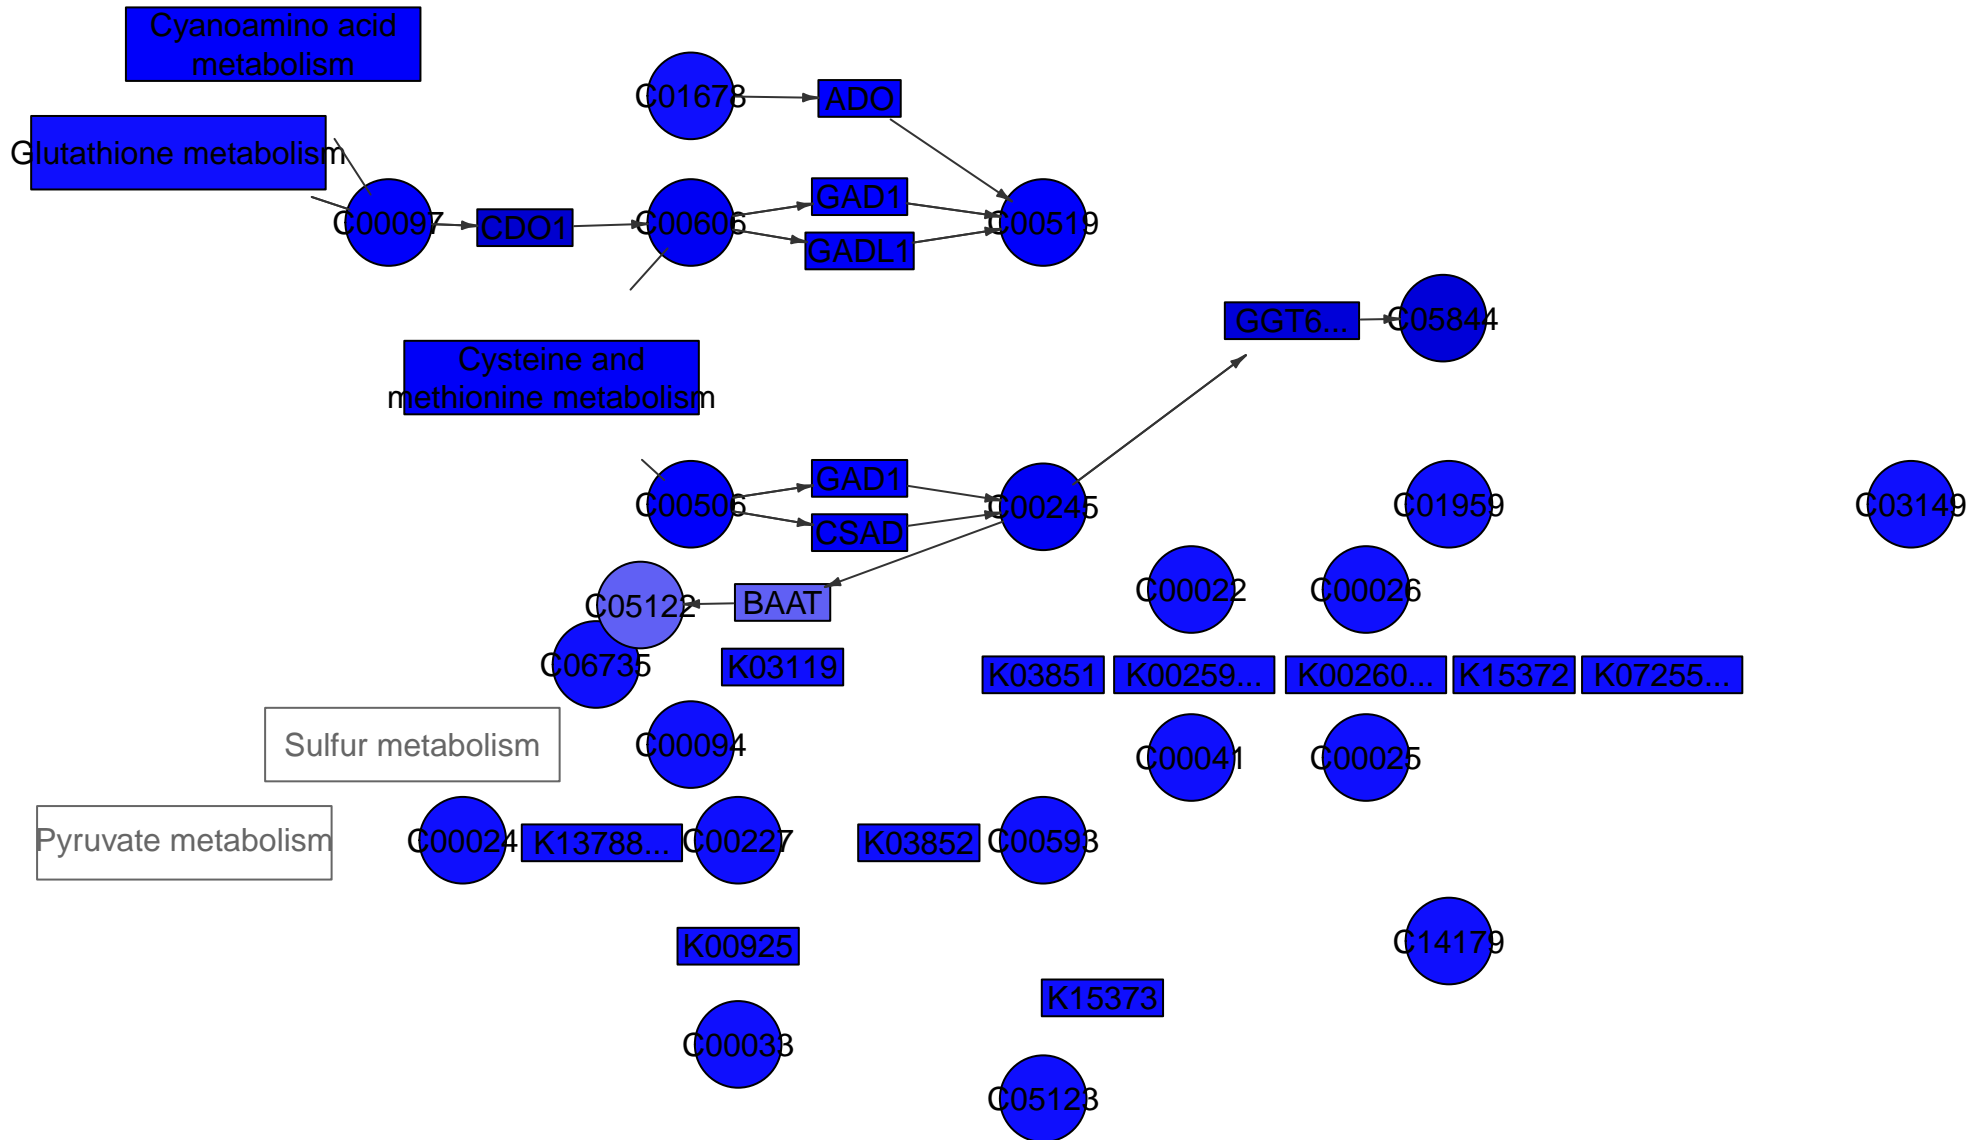 Cyanoamino acid
metabolism
C01678
ADO
Glutathione metabolism
C00097
CDO1
C00606
GAD1
GADL1
C00519
GGT6...
C05844
Cysteine and
methionine metabolism
C00506
GAD1
CSAD
C00245
C01959
C03149
C05122
BAAT
C00022
C00026
C06735
K03119
K03851
K00259...
K00260...
K15372
K07255...
Sulfur metabolism
C00094
C00041
C00025
Pyruvate metabolism
C00024
K13788...
C00227
K03852
C00593
K00925
C14179
K15373
C00033
C05123